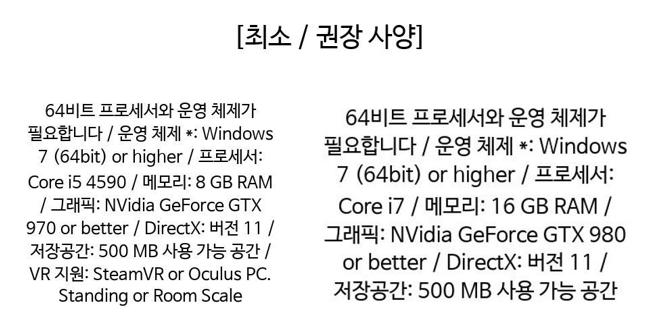 [최소 / 권장 사양]
64비트 프로세서와 운영 체제가
필요합니다 / 운영 체제 *: Windows
7 (64bit) or higher / 프로세서:
Core i5 4590 / 메모리: 8 GB RAM
/ 그래픽: NVidia GeForce GTX
970 or better / DirectX: 버전 11 /
저장공간: 500 MB 사용 가능 공간 /
VR 지원: SteamVR or Oculus PC.
Standing or Room Scale
64비트 프로세서와 운영 체제가
필요합니다 / 운영 체제 *: Windows
7 (64bit) or higher / 프로세서:
Core i7 / 메모리: 16 GB RAM /
그래픽: NVidia GeForce GTX 980
or better / DirectX: 버전 11 /
저장공간: 500 MB 사용 가능 공간